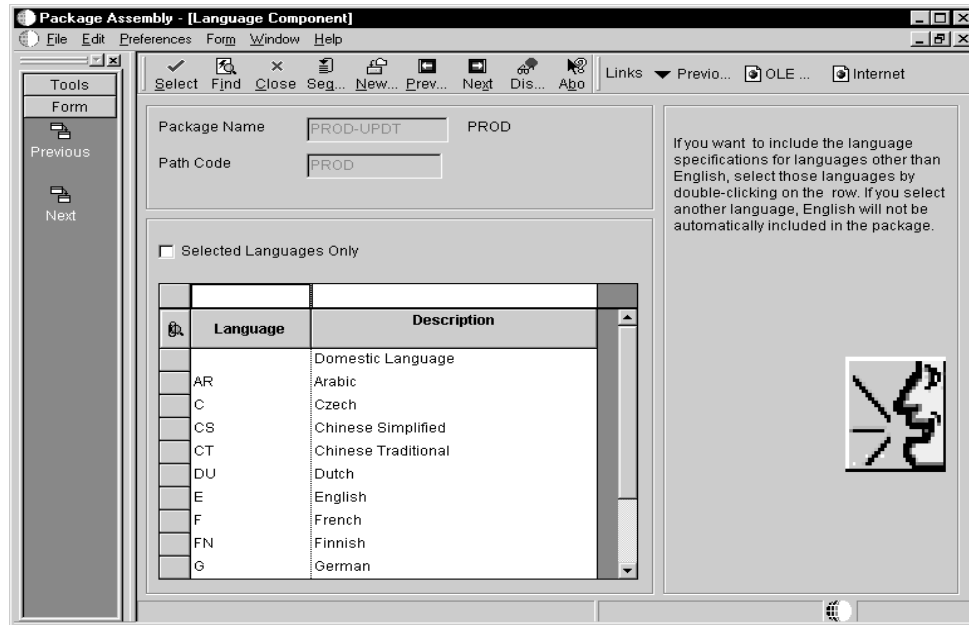 Package Assembly - [Language Component]
File Edit Preferences Form Window Help
Tools
Form
Previous
Next
Select Find Close Seq... New... Prev... Next Dis... Abo Links Previo... OLE ... Internet
Package Name PROD-UPDT PROD
Path Code PROD
Selected Languages Only
Language Description
Domestic Language
AR Arabic
C Czech
CS Chinese Simplified
CT Chinese Traditional
DU Dutch
E English
F French
FN Finnish
G German
If you want to include the language
specifications for languages other than
English, select those languages by
double-clicking on the row. If you select
another language, English will not be
automatically included in the package.